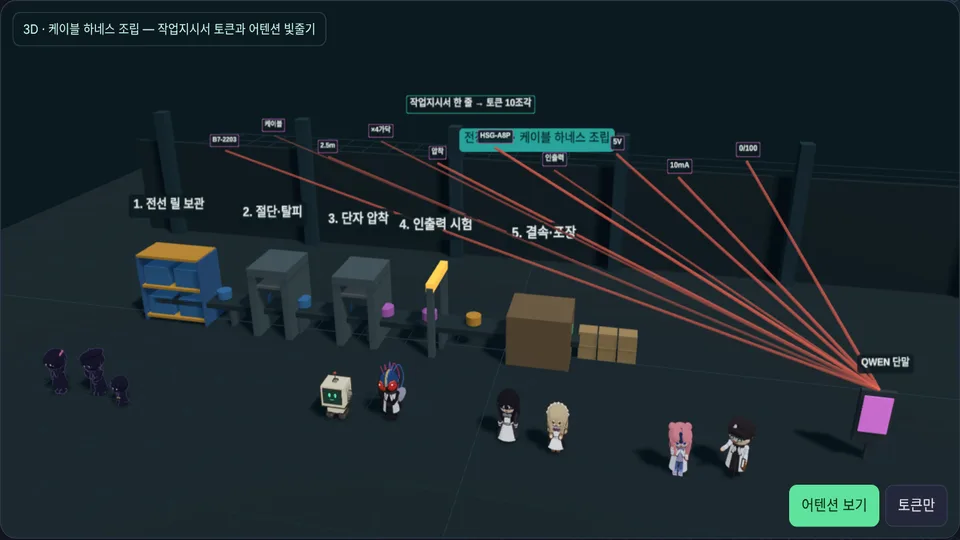 3D · 케이블 하네스 조립 — 작업지시서 토큰과 어텐션 빛줄기
작업지시서 한 줄 → 토큰 10조각
케이블 하네스 조립
B7-2203
케이블
2.5m
×4가닥
압착
HSG-A8P
인출력
5V
10mA
0/100
1. 전선 릴 보관
2. 절단·탈피
3. 단자 압착
4. 인출력 시험
5. 결속·포장
QWEN 단말
어텐션 보기
토큰만